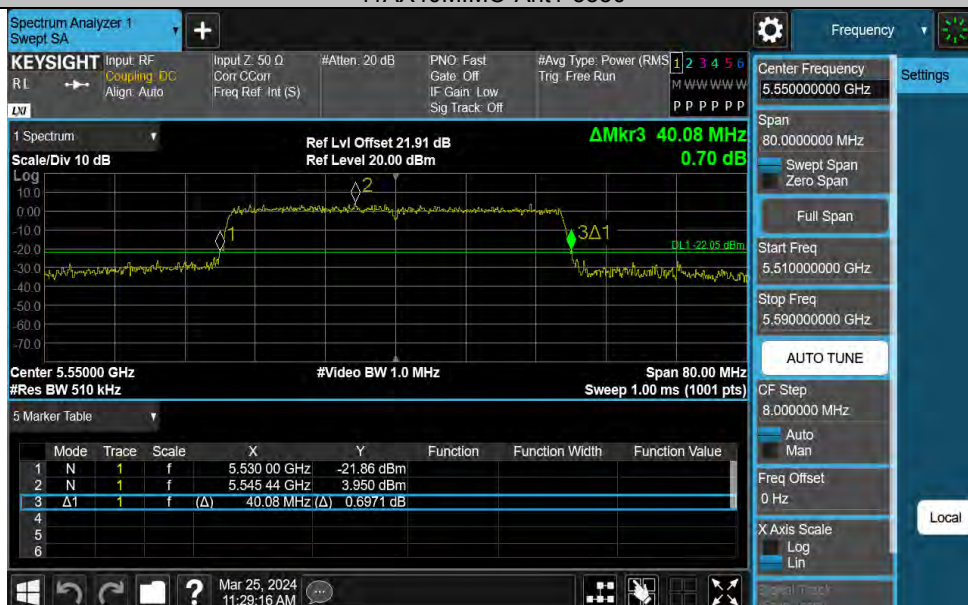 Spectrum Analyzer 1
Swept SA
+
Frequency
KEYSIGHT
RL
LXI
Input: RF
Coupling: DC
Align: Auto
Input Z: 50 Ω
Corr CCorr
Freq Ref: Int (S)
#Atten: 20 dB
PNO: Fast
Gate: Off
IF Gain: Low
Sig Track: Off
#Avg Type: Power (RMS
Trig: Free Run
1 2 3 4 5 6
M W W W W W
P P P P P P
1 Spectrum
Scale/Div 10 dB
Ref Lvl Offset 21.91 dB
Ref Level 20.00 dBm
ΔMkr3 40.08 MHz
0.70 dB
Log
10.0
0.00
-10.0
-20.0
-30.0
-40.0
-50.0
-60.0
-70.0
1
2
3Δ1
DL1 -22.05 dBm
Center 5.55000 GHz
#Res BW 510 kHz
#Video BW 1.0 MHz
Span 80.00 MHz
Sweep 1.00 ms (1001 pts)
5 Marker Table
Mode Trace Scale X Y Function Function Width Function Value
1 N 1 f 5.530 00 GHz -21.86 dBm
2 N 1 f 5.545 44 GHz 3.950 dBm
3 Δ1 1 f (Δ) 40.08 MHz (Δ) 0.6971 dB
4
5
6
?
Mar 25, 2024
11:29:16 AM
Center Frequency
5.550000000 GHz
Settings
Span
80.0000000 MHz
Swept Span
Zero Span
Full Span
Start Freq
5.510000000 GHz
Stop Freq
5.590000000 GHz
AUTO TUNE
CF Step
8.000000 MHz
Auto
Man
Freq Offset
0 Hz
X Axis Scale
Log
Lin
Signal Track
Local